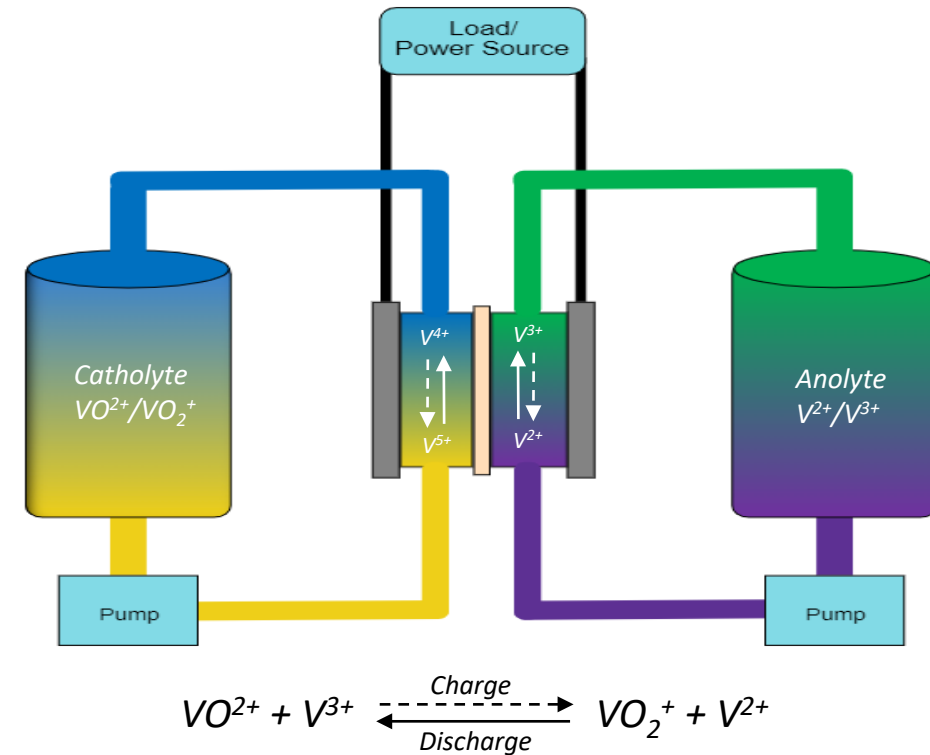 Load/
Power Source
V⁴⁺
V³⁺
Catholyte
VO²⁺/VO₂⁺
Anolyte
V²⁺/V³⁺
V⁵⁺
V²⁺
Pump
Pump
Charge
VO²⁺ + V³⁺ VO₂⁺ + V²⁺
Discharge